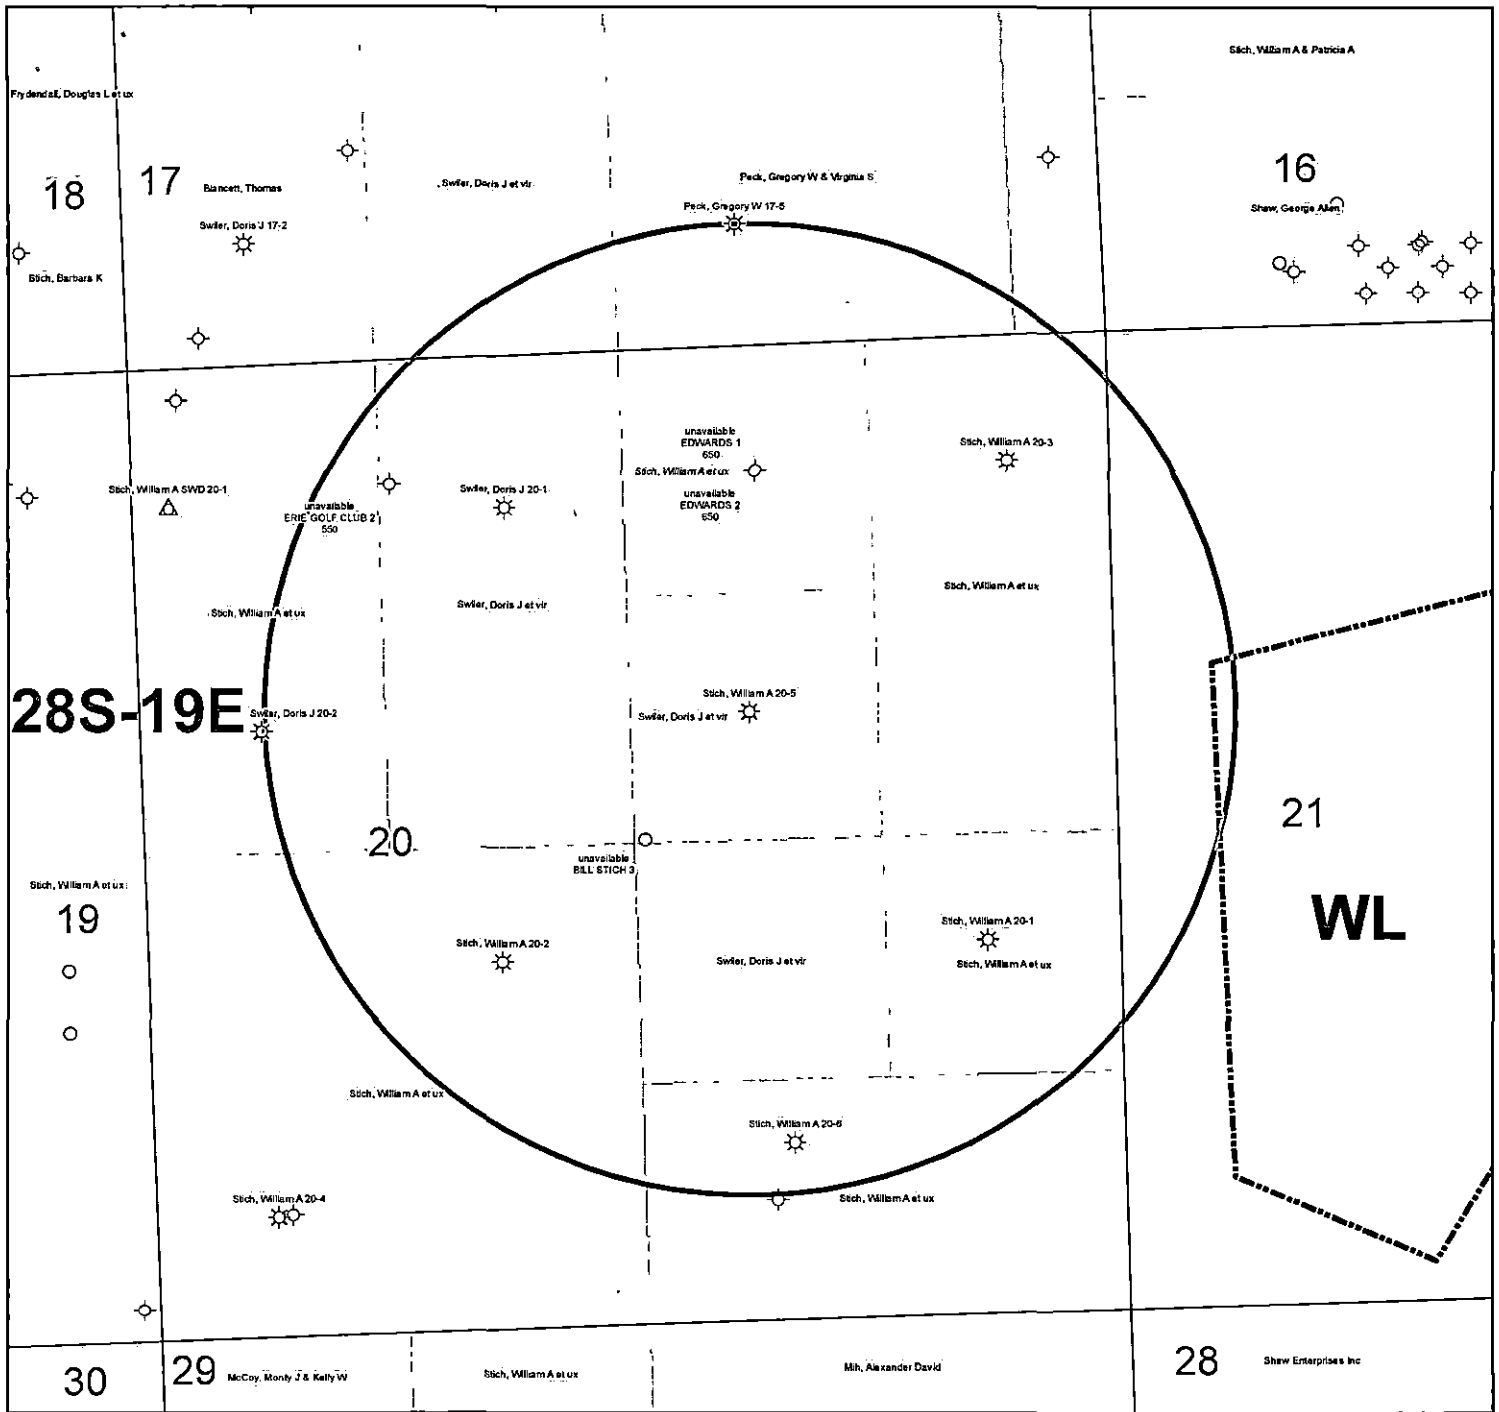 Stich, William A & Patricia A
Frydendall, Douglas L et ux
18
17
16
Biancett, Thomas
Swiler, Doris J et vir
Peck, Gregory W & Virginia S
Peck, Gregory W 17-5
Shaw, George Allen
Swiler, Doris J 17-2
Stich, Barbara K
unavailable
EDWARDS 1
650
Stich, William A et ux
unavailable
EDWARDS 2
650
Stich, William A 20-3
Stich, William A SWD 20-1
unavailable
ERIE GOLF CLUB 2
550
Swiler, Doris J 20-1
Stich, William A et ux
Swiler, Doris J et vir
Stich, William A et ux
28S-19E
Swiler, Doris J 20-2
Stich, William A 20-5
Swiler, Doris J et vir
20
21
unavailable
BILL STICH 3
Stich, William A et ux
19
WL
Stich, William A 20-2
Swiler, Doris J et vir
Stich, William A 20-1
Stich, William A et ux
Stich, William A et ux
Stich, William A 20-6
Stich, William A 20-4
Stich, William A et ux
30
29
McCoy, Monty J & Kelly W
Stich, William A et ux
Mih, Alexander David
28
Shaw Enterprises Inc